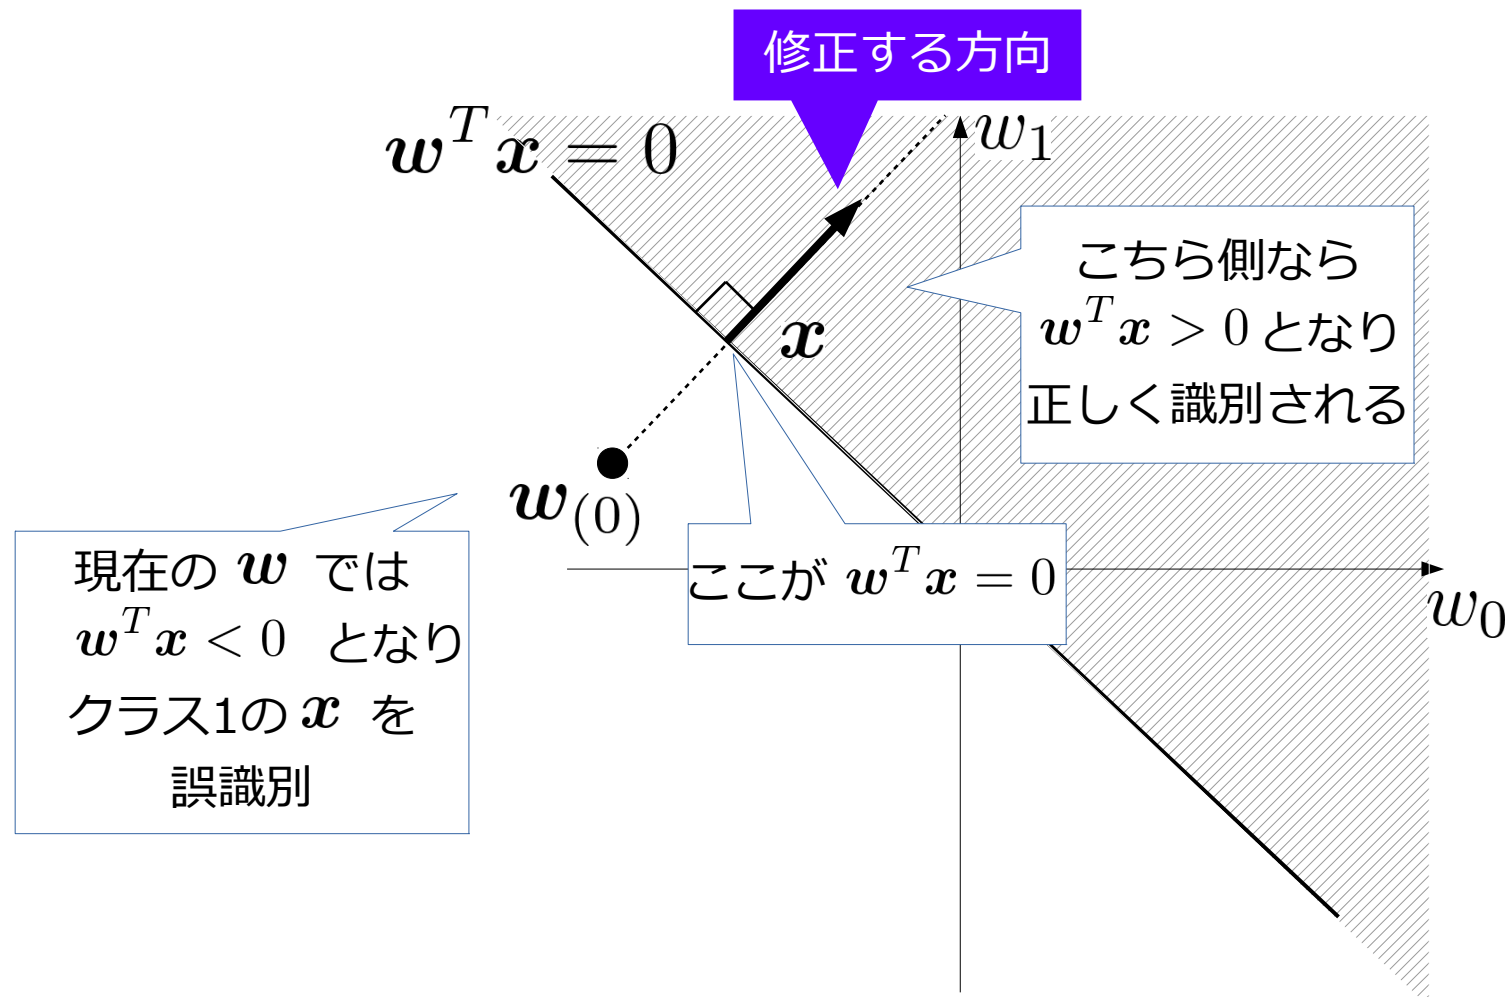 修正する方向
w^T x = 0
w_1
こちら側なら
w^T x > 0 となり
正しく識別される
x
w_(0)
ここが w^T x = 0
w_0
現在の w では
w^T x < 0 となり
クラス1の x を
誤識別